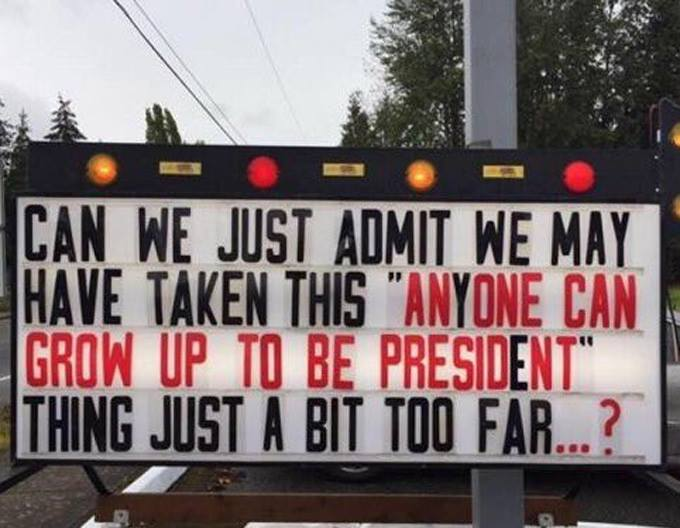 CAN WE JUST ADMIT WE MAY
HAVE TAKEN THIS "ANYONE CAN
GROW UP TO BE PRESIDENT"
THING JUST A BIT TOO FAR...?